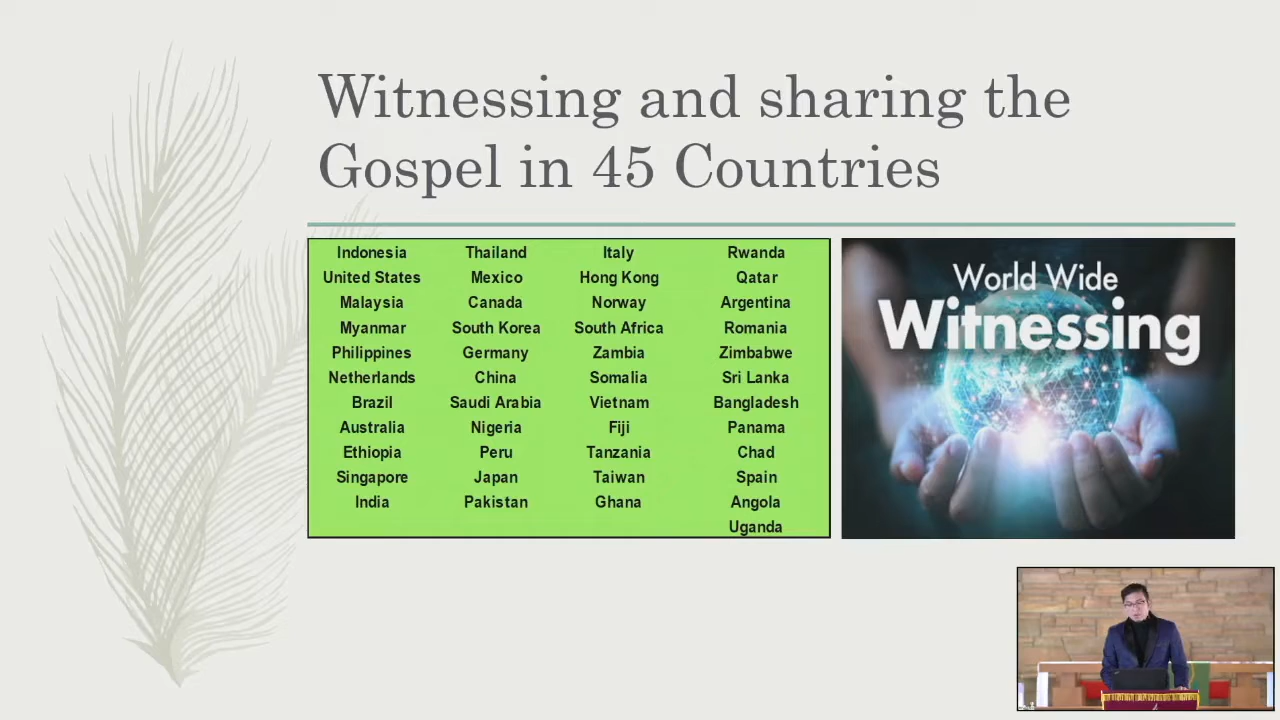 Witnessing and sharing the
Gospel in 45 Countries
Indonesia Thailand Italy Rwanda
United States Mexico Hong Kong Qatar
Malaysia Canada Norway Argentina
Myanmar South Korea South Africa Romania
Philippines Germany Zambia Zimbabwe
Netherlands China Somalia Sri Lanka
Brazil Saudi Arabia Vietnam Bangladesh
Australia Nigeria Fiji Panama
Ethiopia Peru Tanzania Chad
Singapore Japan Taiwan Spain
India Pakistan Ghana Angola
Uganda
World Wide
Witnessing